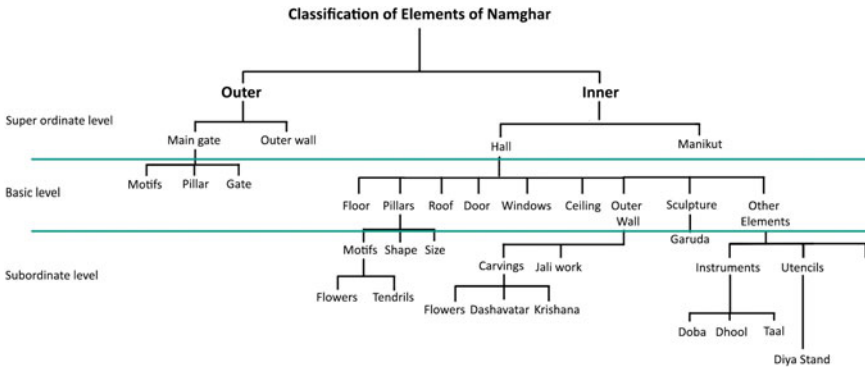 Classification of Elements of Namghar
Outer
Inner
Super ordinate level
Main gate
Outer wall
Hall
Manikut
Basic level
Motifs
Pillar
Gate
Floor
Pillars
Roof
Door
Windows
Ceiling
Outer
Wall
Sculpture
Other
Elements
Subordinate level
Motifs
Shape
Size
Garuda
Carvings
Jali work
Instruments
Utencils
Flowers
Tendrils
Flowers
Dashavatar
Krishana
Doba
Dhool
Taal
Diya Stand